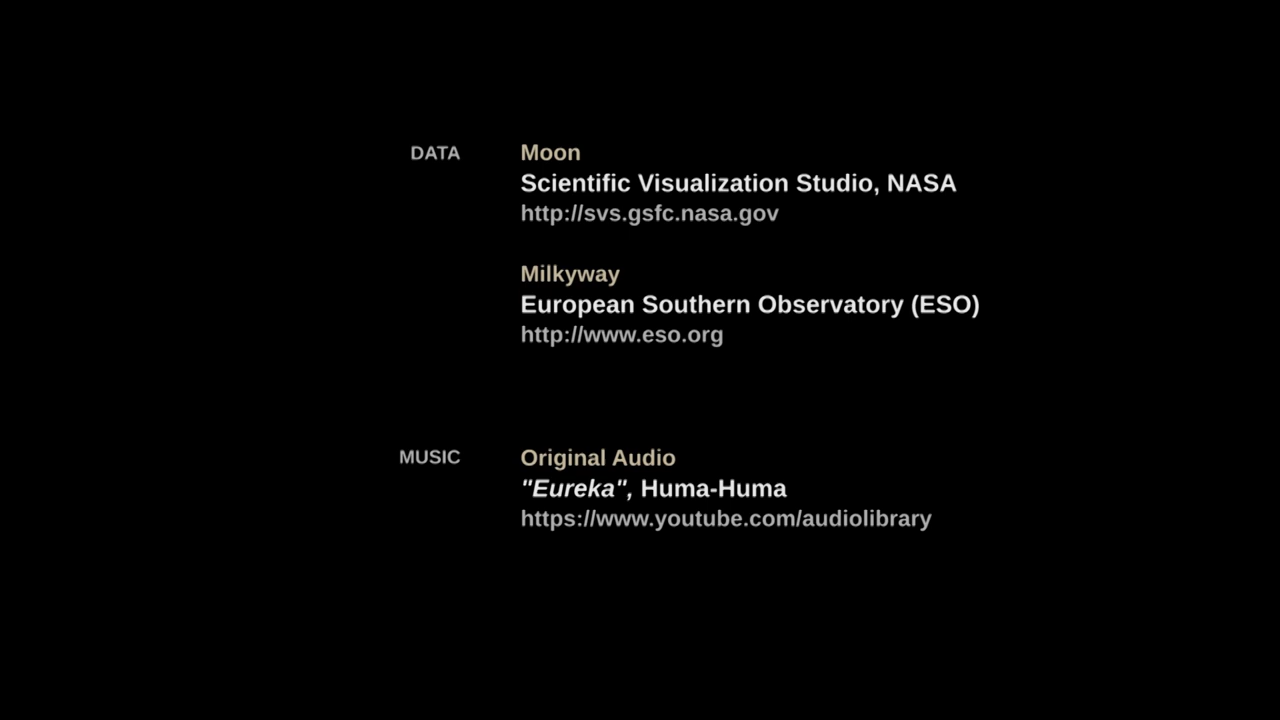 DATA
Moon
Scientific Visualization Studio, NASA
http://svs.gsfc.nasa.gov
Milkyway
European Southern Observatory (ESO)
http://www.eso.org
MUSIC
Original Audio
"Eureka", Huma-Huma
https://www.youtube.com/audiolibrary